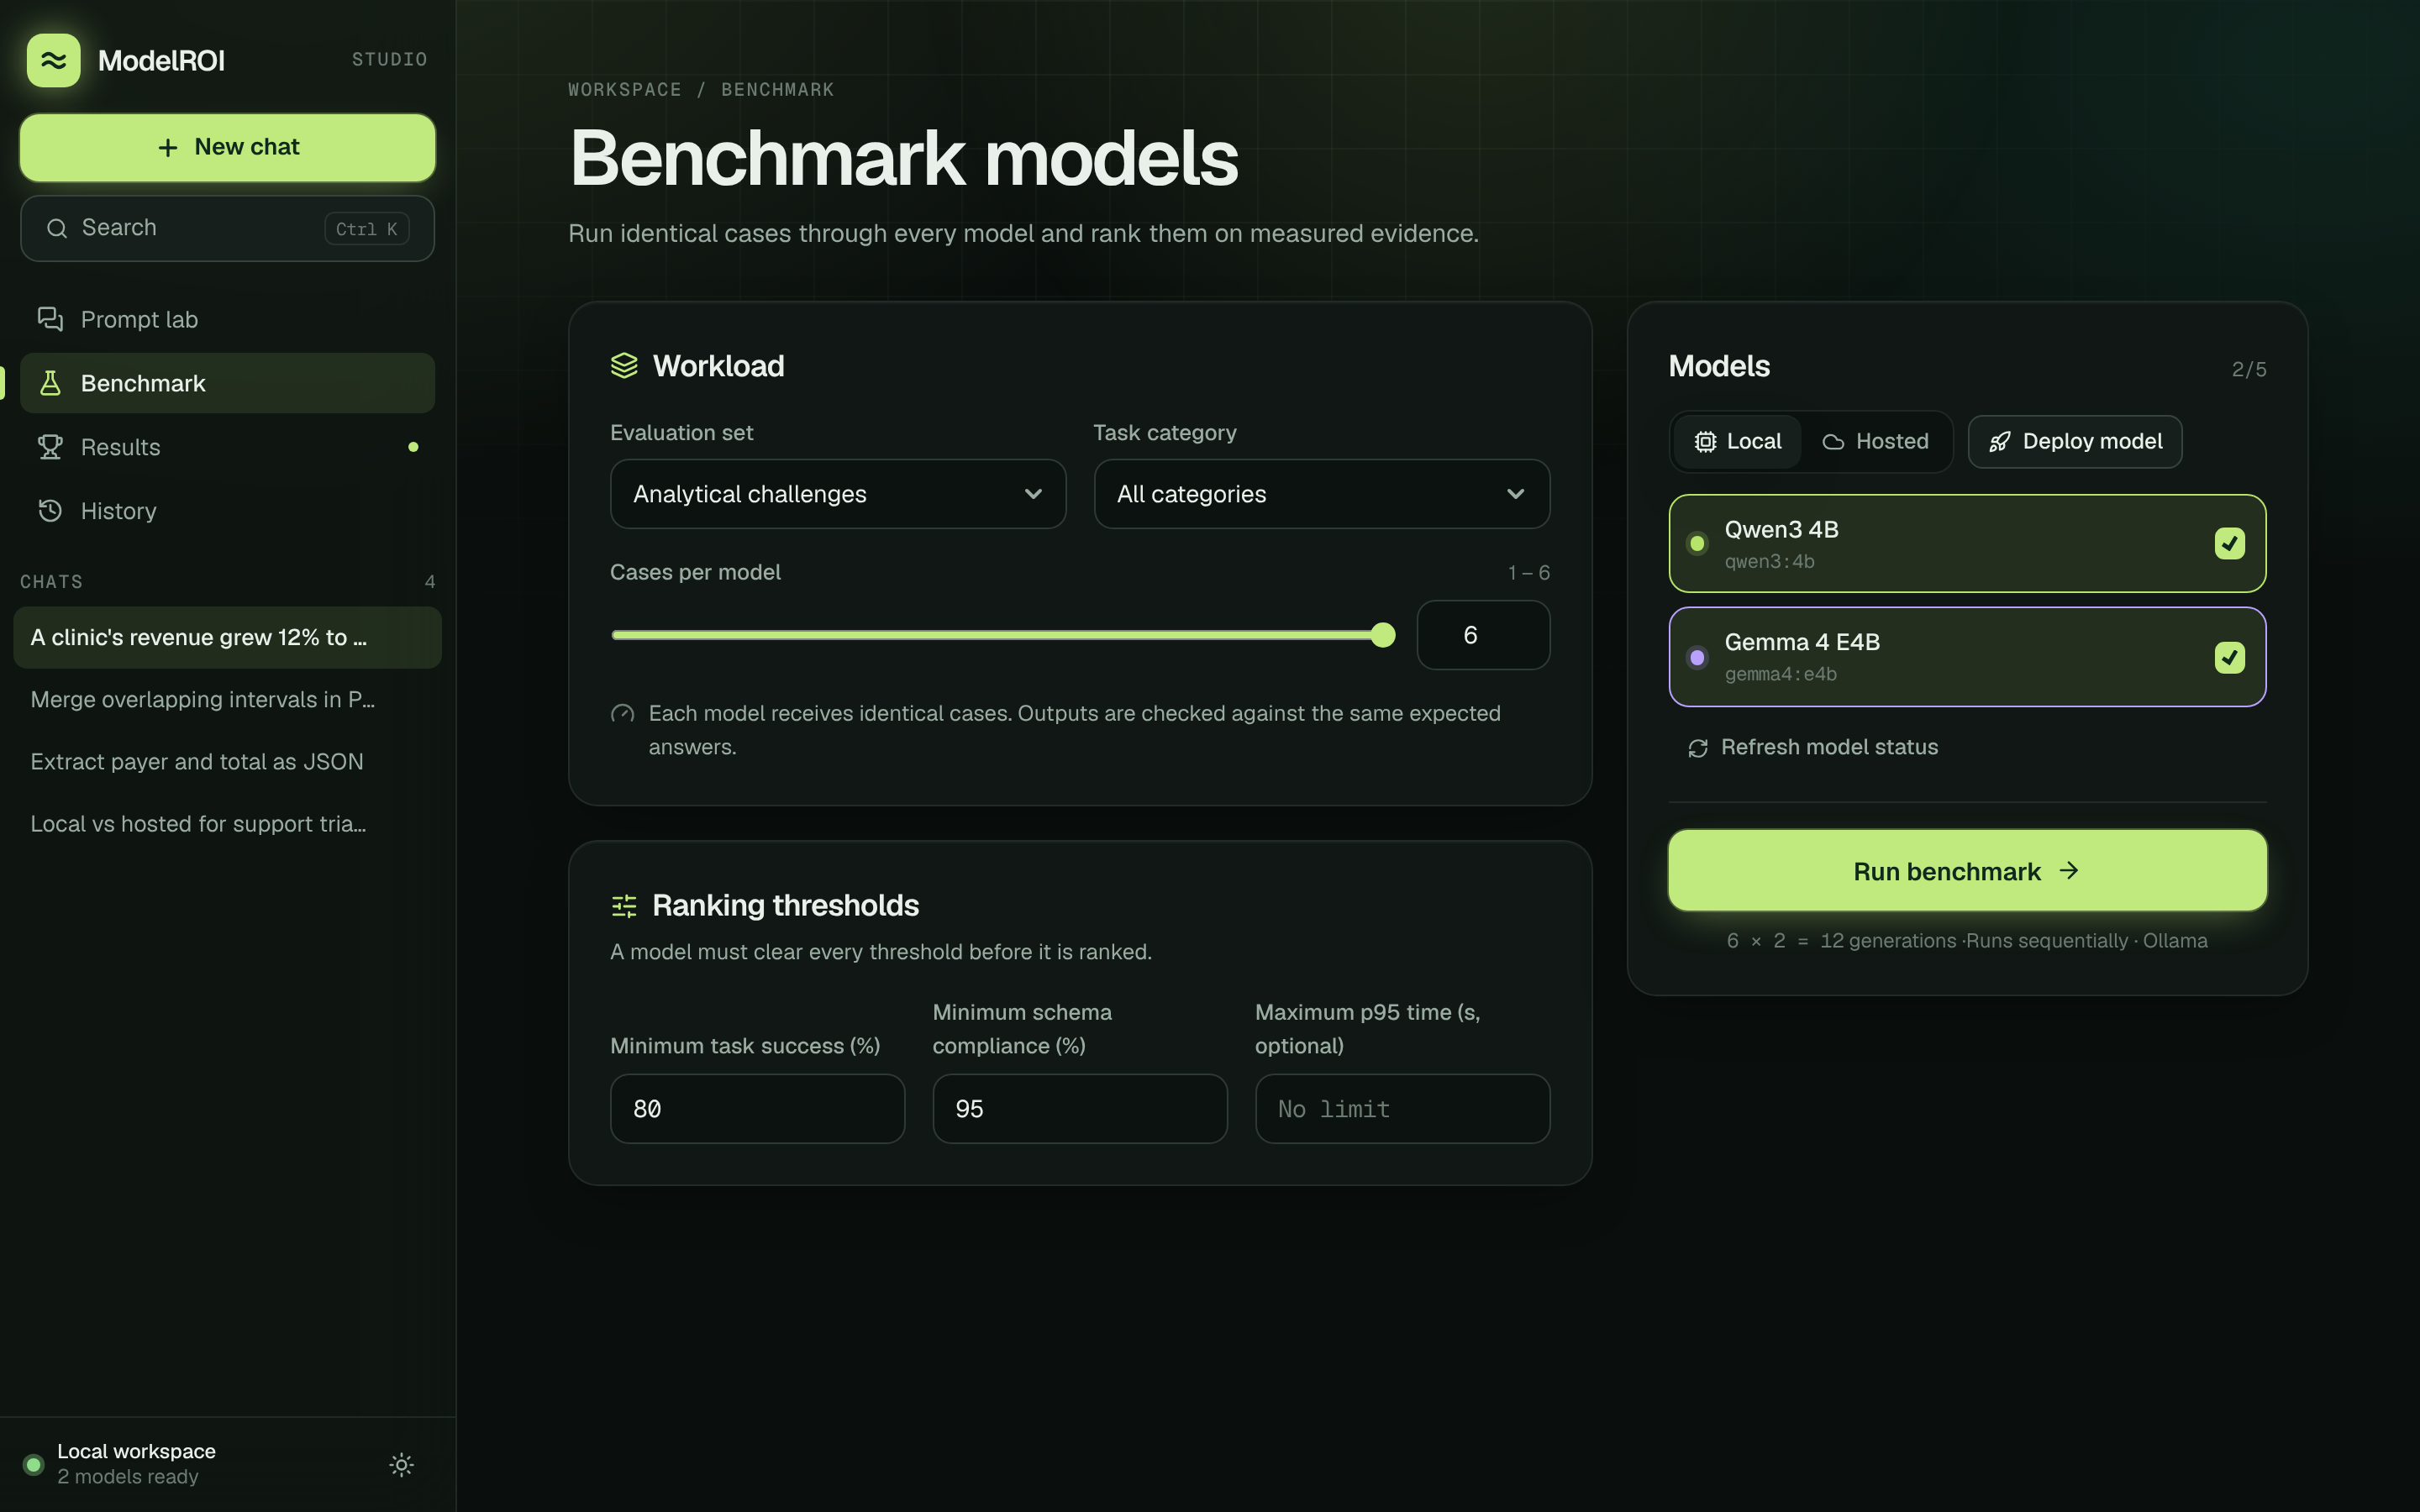 ModelROI
STUDIO
New chat
Search
Ctrl K
Prompt lab
Benchmark
Results
History
CHATS
4
A clinic's revenue grew 12% to ...
Merge overlapping intervals in P...
Extract payer and total as JSON
Local vs hosted for support tria...
Local workspace
2 models ready
WORKSPACE / BENCHMARK
Benchmark models
Run identical cases through every model and rank them on measured evidence.
Workload
Evaluation set
Task category
Analytical challenges
All categories
Cases per model
1 – 6
6
Each model receives identical cases. Outputs are checked against the same expected
answers.
Ranking thresholds
A model must clear every threshold before it is ranked.
Minimum task success (%)
Minimum schema
compliance (%)
Maximum p95 time (s,
optional)
80
95
No limit
Models
2/5
Local
Hosted
Deploy model
Qwen3 4B
qwen3:4b
Gemma 4 E4B
gemma4:e4b
Refresh model status
Run benchmark
6 × 2 = 12 generations ·Runs sequentially · Ollama